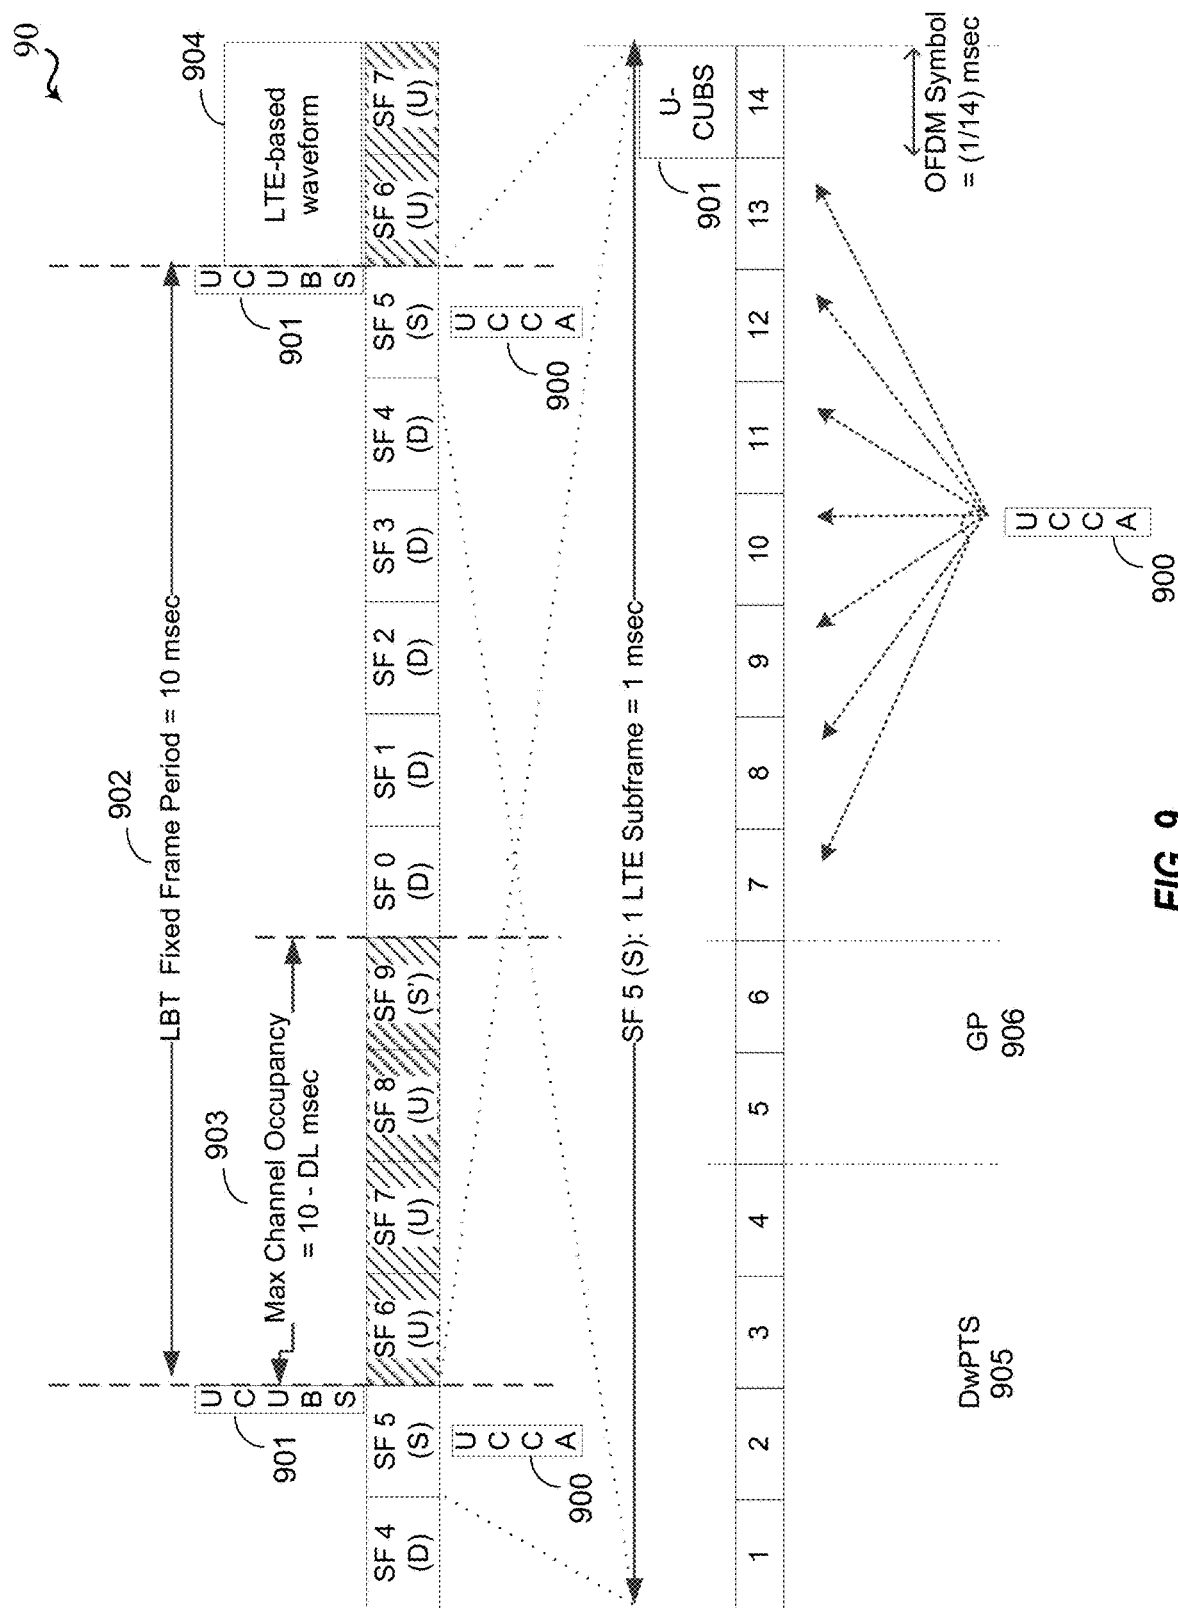 90
LBT Fixed Frame Period = 10 msec
902
903
Max Channel Occupancy
= 10 - DL msec
904
LTE-based
waveform
901
U
C
U
B
S
901
U
C
U
B
S
SF 4
(D)
SF 5
(S)
SF 6
(U)
SF 7
(U)
SF 8
(U)
SF 9
(S')
SF 0
(D)
SF 1
(D)
SF 2
(D)
SF 3
(D)
SF 4
(D)
SF 5
(S)
SF 6
(U)
SF 7
(U)
U
C
C
A
900
U
C
C
A
900
SF 5 (S): 1 LTE Subframe = 1 msec
901
U-
CUBS
1 2 3 4 5 6 7 8 9 10 11 12 13 14
DwPTS
905
GP
906
OFDM Symbol
= (1/14) msec
U
C
C
A
900
FIG. 9